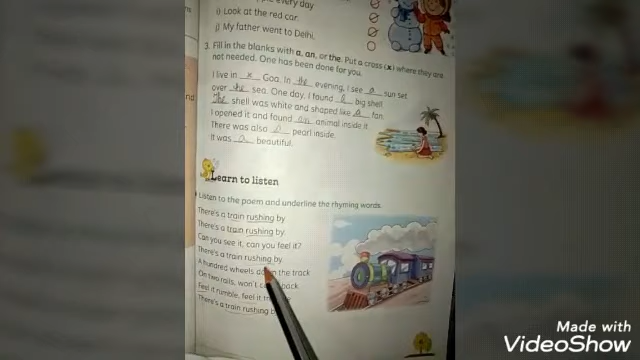 every day
i) Look at the red car.
j) My father went to Delhi.
3. Fill in the blanks with a, an, or the. Put a cross (x) where they are
not needed. One has been done for you.
I live in x Goa. In the evening, I see a sun set
over the sea. One day, I found a big shell.
The shell was white and shaped like a fan.
I opened it and found an animal inside it.
There was also a pearl inside.
It was beautiful.
Learn to listen
Listen to the poem and underline the rhyming words.
There's a train rushing by
There's a train rushing by
Can you see it, can you feel it?
There's a train rushing by.
A hundred wheels the track
On two rails, won't back
Feel it rumble, feel it
There's a train rushing
Made with
VideoShow